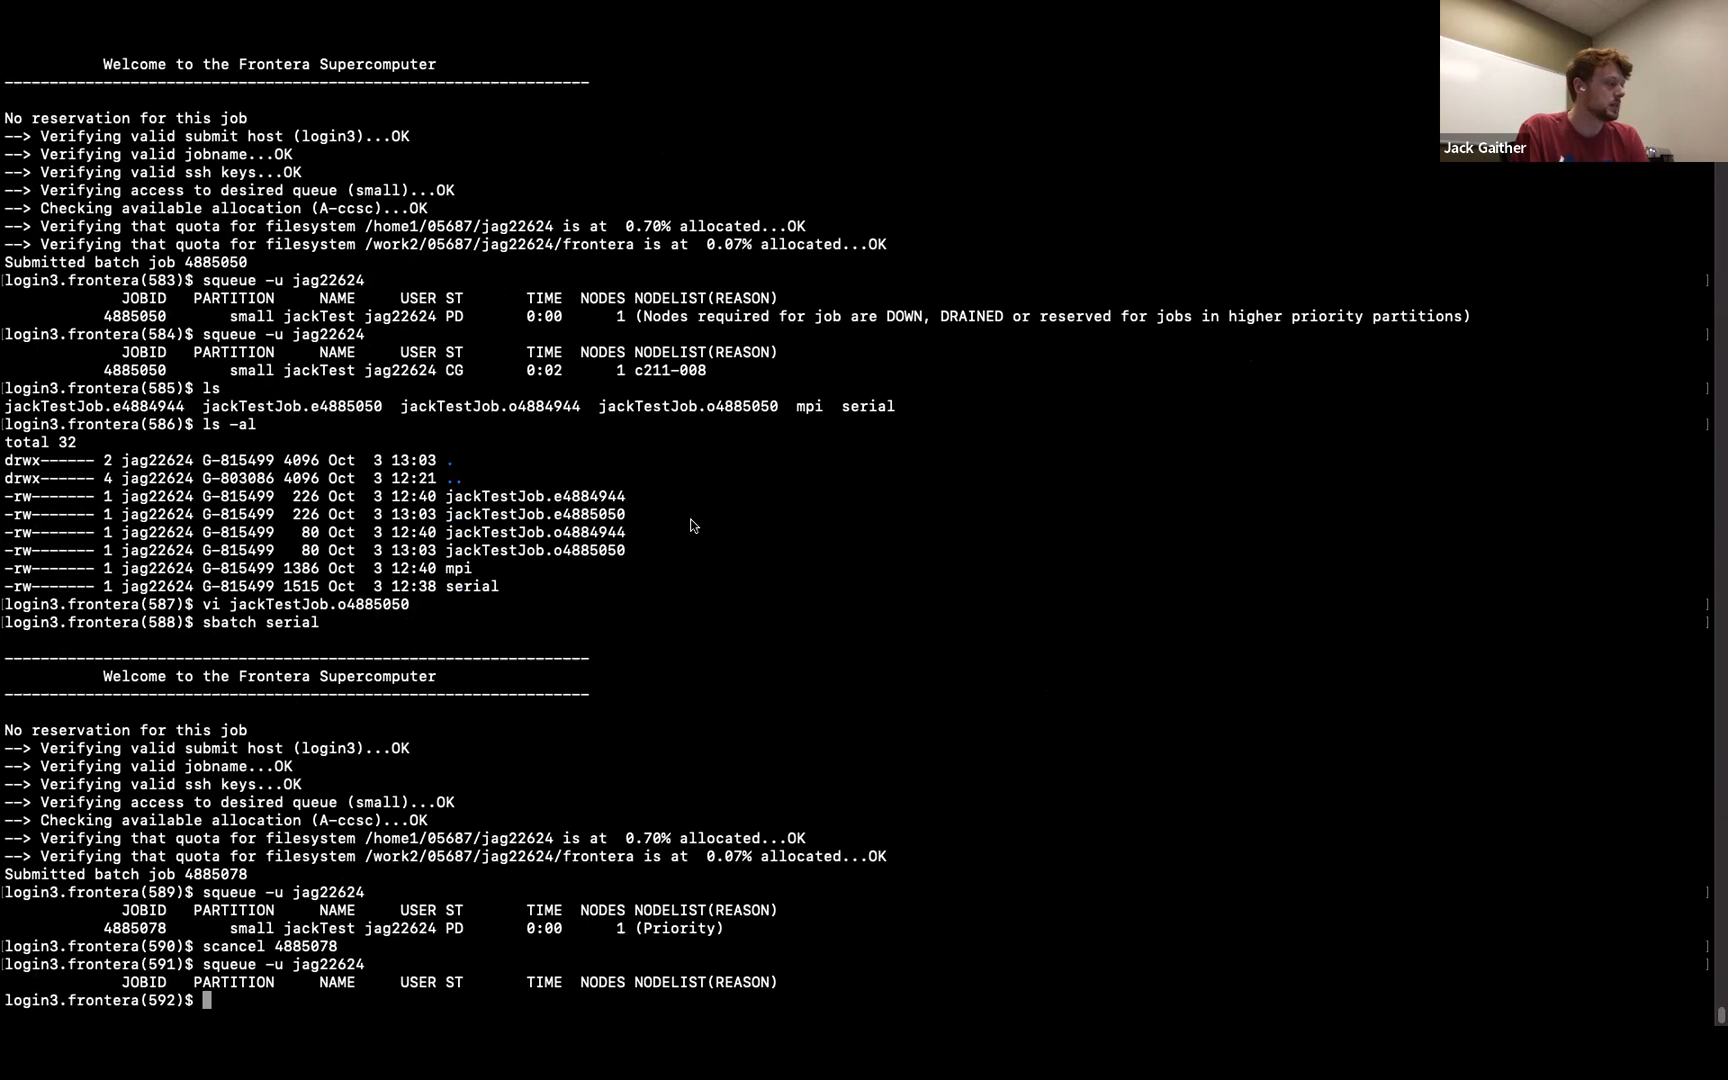 Welcome to the Frontera Supercomputer
----------------------------------------------------------------
No reservation for this job
--> Verifying valid submit host (login3)...OK
--> Verifying valid jobname...OK
--> Verifying valid ssh keys...OK
--> Verifying access to desired queue (small)...OK
--> Checking available allocation (A-ccsc)...OK
--> Verifying that quota for filesystem /home1/05687/jag22624 is at  0.70% allocated...OK
--> Verifying that quota for filesystem /work2/05687/jag22624/frontera is at  0.07% allocated...OK
Submitted batch job 4885050
[login3.frontera(583)$ squeue -u jag22624 ]
JOBID   PARTITION     NAME     USER ST       TIME  NODES NODELIST(REASON)
4885050       small jackTest jag22624 PD       0:00      1 (Nodes required for job are DOWN, DRAINED or reserved for jobs in higher priority partitions)
[login3.frontera(584)$ squeue -u jag22624 ]
JOBID   PARTITION     NAME     USER ST       TIME  NODES NODELIST(REASON)
4885050       small jackTest jag22624 CG       0:02      1 c211-008
[login3.frontera(585)$ ls ]
jackTestJob.e4884944  jackTestJob.e4885050  jackTestJob.o4884944  jackTestJob.o4885050  mpi  serial
[login3.frontera(586)$ ls -al ]
total 32
drwx------ 2 jag22624 G-815499 4096 Oct  3 13:03 .
drwx------ 4 jag22624 G-803086 4096 Oct  3 12:21 ..
-rw------- 1 jag22624 G-815499  226 Oct  3 12:40 jackTestJob.e4884944
-rw------- 1 jag22624 G-815499  226 Oct  3 13:03 jackTestJob.e4885050
-rw------- 1 jag22624 G-815499   80 Oct  3 12:40 jackTestJob.o4884944
-rw------- 1 jag22624 G-815499   80 Oct  3 13:03 jackTestJob.o4885050
-rw------- 1 jag22624 G-815499 1386 Oct  3 12:40 mpi
-rw------- 1 jag22624 G-815499 1515 Oct  3 12:38 serial
[login3.frontera(587)$ vi jackTestJob.o4885050 ]
[login3.frontera(588)$ sbatch serial ]
-----------------------------------------------------------------
Welcome to the Frontera Supercomputer
-----------------------------------------------------------------
No reservation for this job
--> Verifying valid submit host (login3)...OK
--> Verifying valid jobname...OK
--> Verifying valid ssh keys...OK
--> Verifying access to desired queue (small)...OK
--> Checking available allocation (A-ccsc)...OK
--> Verifying that quota for filesystem /home1/05687/jag22624 is at  0.70% allocated...OK
--> Verifying that quota for filesystem /work2/05687/jag22624/frontera is at  0.07% allocated...OK
Submitted batch job 4885078
[login3.frontera(589)$ squeue -u jag22624 ]
JOBID   PARTITION     NAME     USER ST       TIME  NODES NODELIST(REASON)
4885078       small jackTest jag22624 PD       0:00      1 (Priority)
[login3.frontera(590)$ scancel 4885078 ]
[login3.frontera(591)$ squeue -u jag22624 ]
JOBID   PARTITION     NAME     USER ST       TIME  NODES NODELIST(REASON)
login3.frontera(592)$
Jack Gaither